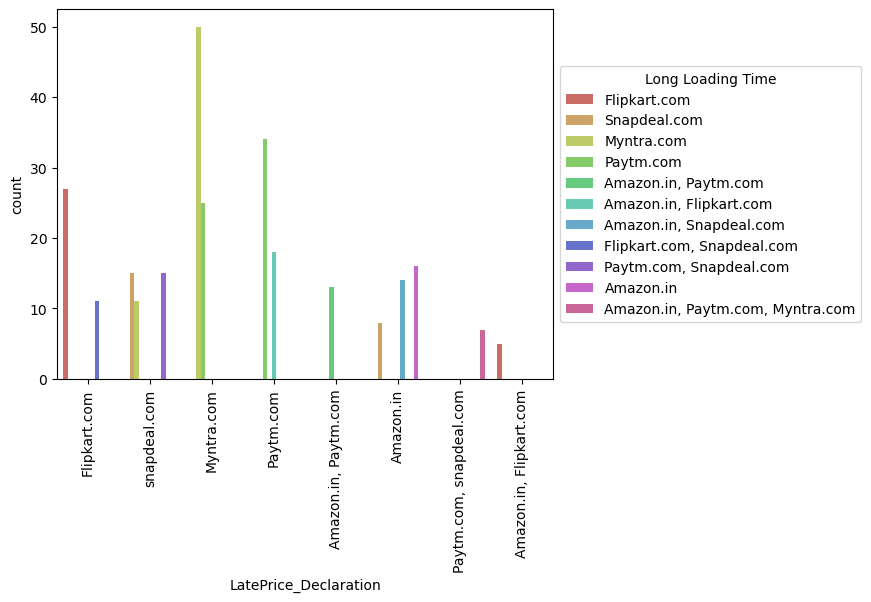 50
40
30
20
10
0
count
Flipkart.com
snapdeal.com
Myntra.com
Paytm.com
Amazon.in, Paytm.com
Amazon.in
Paytm.com, snapdeal.com
Amazon.in, Flipkart.com
LatePrice_Declaration
Long Loading Time
Flipkart.com
Snapdeal.com
Myntra.com
Paytm.com
Amazon.in, Paytm.com
Amazon.in, Flipkart.com
Amazon.in, Snapdeal.com
Flipkart.com, Snapdeal.com
Paytm.com, Snapdeal.com
Amazon.in
Amazon.in, Paytm.com, Myntra.com